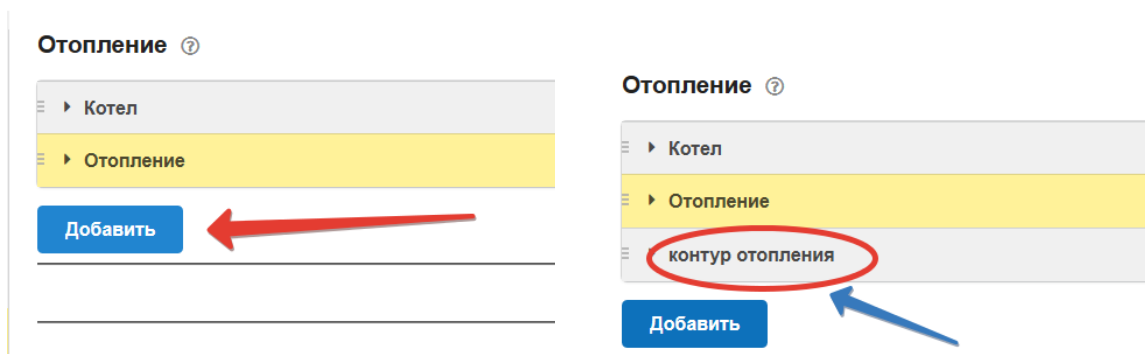 Отопление ?
Котел
Отопление
Добавить
Отопление ?
Котел
Отопление
контур отопления
Добавить